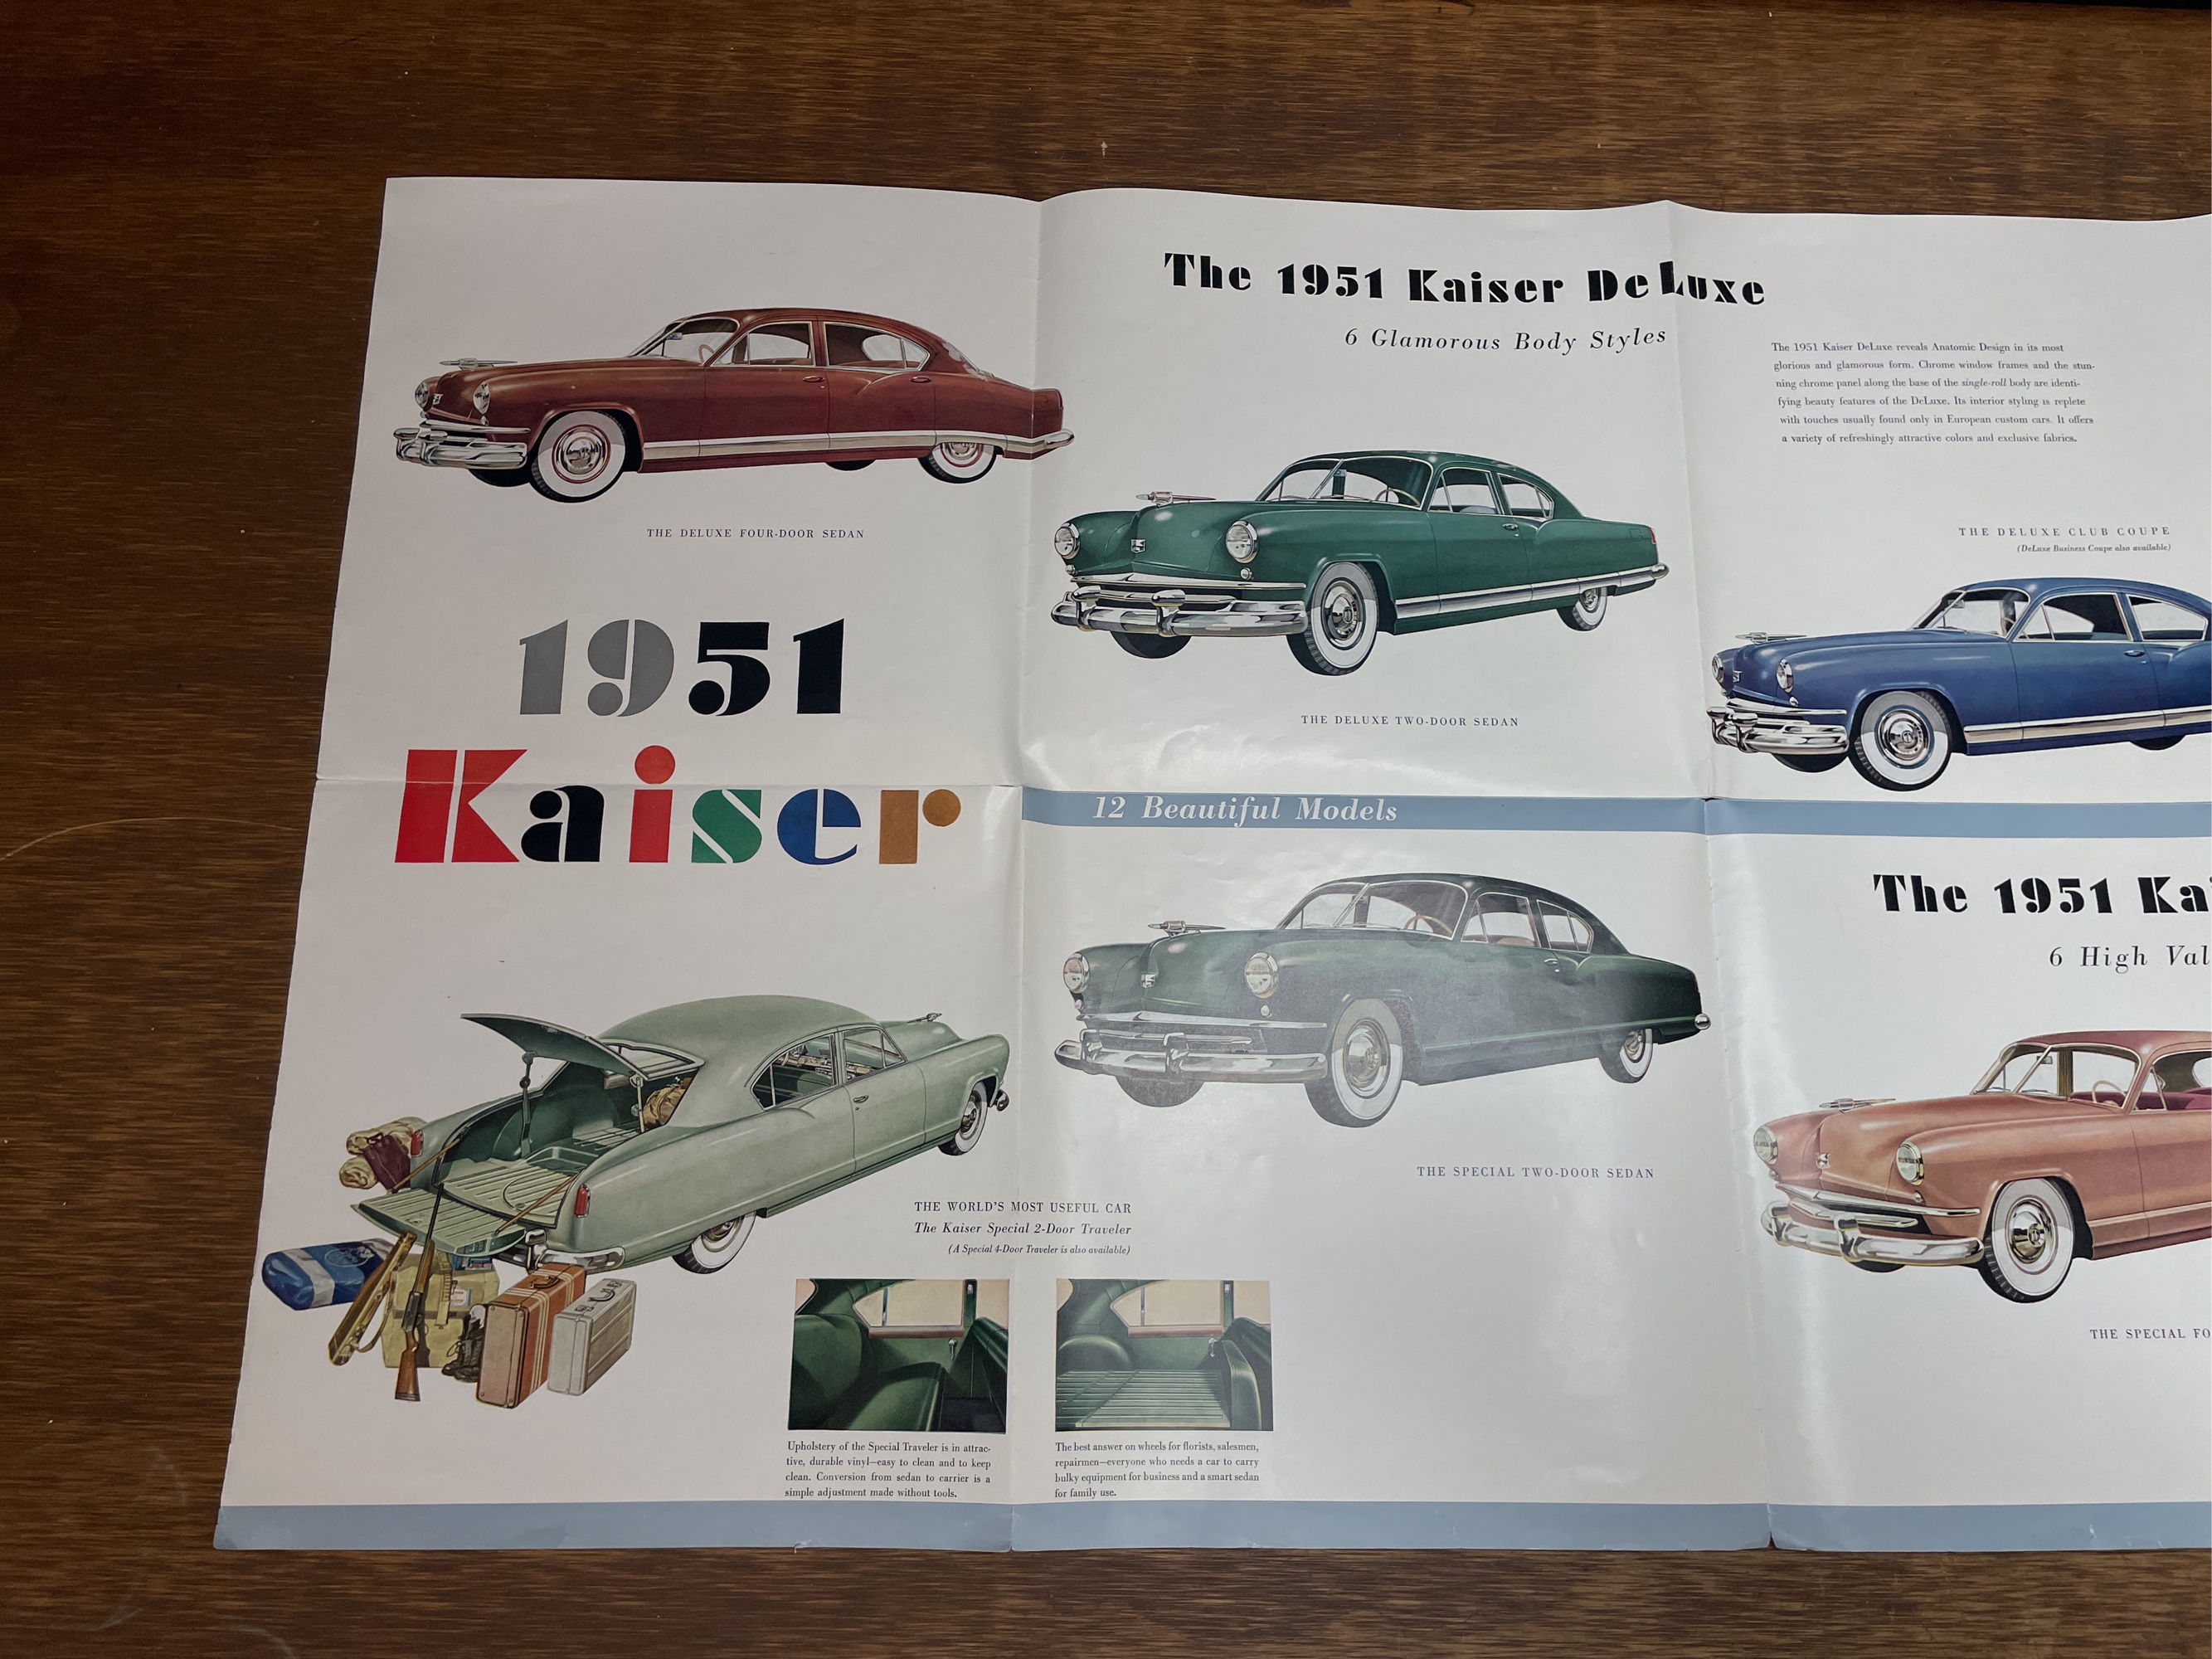 The 1951 Kaiser DeLuxe
6 Glamorous Body Styles
The 1951 Kaiser DeLuxe reveals Anatomic Design in its most
glorious and glamorous form. Chrome window frames and the stun-
ning chrome panel along the base of the single-roll body are identi-
fying beauty features of the DeLuxe. Its interior styling is replete
with touches usually found only in European custom cars. It offers
a variety of refreshingly attractive colors and exclusive fabrics.
THE DELUXE FOUR-DOOR SEDAN
THE DELUXE TWO-DOOR SEDAN
THE DELUXE CLUB COUPE
(DeLuxe Business Coupe also available)
1951
Kaiser
12 Beautiful Models
The 1951 Ka
6 High Val
THE SPECIAL TWO-DOOR SEDAN
THE WORLD'S MOST USEFUL CAR
The Kaiser Special 2-Door Traveler
(A Special 4-Door Traveler is also available)
THE SPECIAL FO
Upholstery of the Special Traveler is in attrac-
tive, durable vinyl—easy to clean and to keep
clean. Conversion from sedan to carrier is a
simple adjustment made without tools.
The best answer on wheels for florists, salesmen,
repairmen—everyone who needs a car to carry
bulky equipment for business and a smart sedan
for family use.